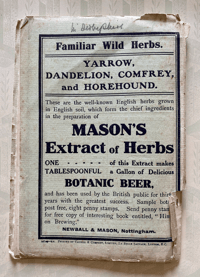 Familiar Wild Herbs.
YARROW,
DANDELION, COMFREY,
and HOREHOUND.
These are the well-known English herbs grown
in English soil, which form the chief ingredients
in the preparation of
MASON'S
Extract of Herbs
ONE . . . . . of this Extract makes
TABLESPOONFUL a Gallon of Delicious
BOTANIC BEER,
and has been used by the British public for
years with the greatest success. Sample bot
post free, eight penny stamps. Send penny sta
for free copy of interesting book entitled, "Hi
on Brewing."
NEWBALL & MASON, Nottingham.